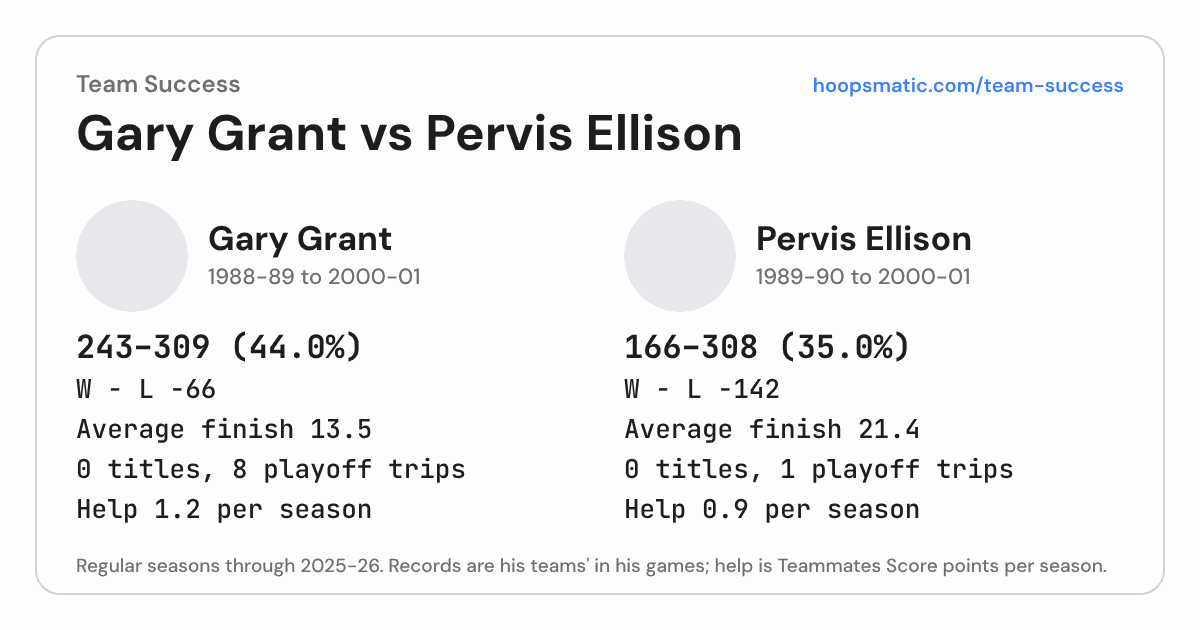 Team Success
hoopsmatic.com/team-success
Gary Grant vs Pervis Ellison
Gary Grant
1988-89 to 2000-01
243-309 (44.0%)
W - L -66
Average finish 13.5
0 titles, 8 playoff trips
Help 1.2 per season
Pervis Ellison
1989-90 to 2000-01
166-308 (35.0%)
W - L -142
Average finish 21.4
0 titles, 1 playoff trips
Help 0.9 per season
Regular seasons through 2025-26. Records are his teams' in his games; help is Teammates Score points per season.